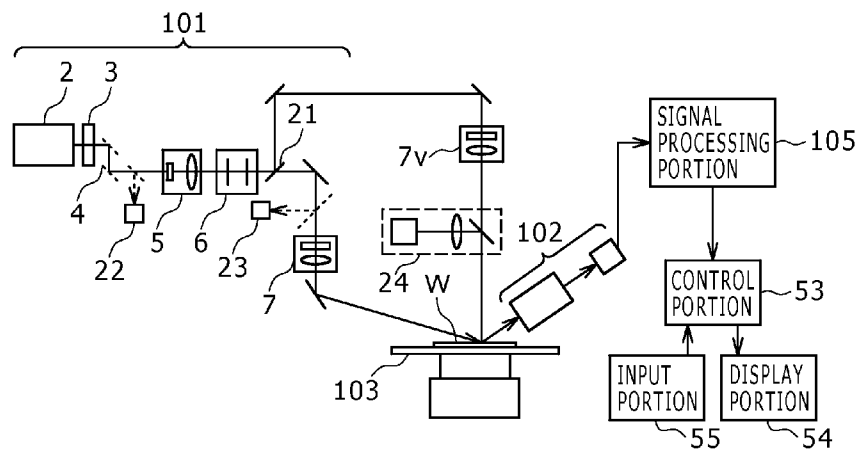 101
2
3
21
4
22
5
6
23
7
7v
24
W
102
103
SIGNAL
PROCESSING
PORTION
105
CONTROL
PORTION
53
INPUT
PORTION
55
DISPLAY
PORTION
54